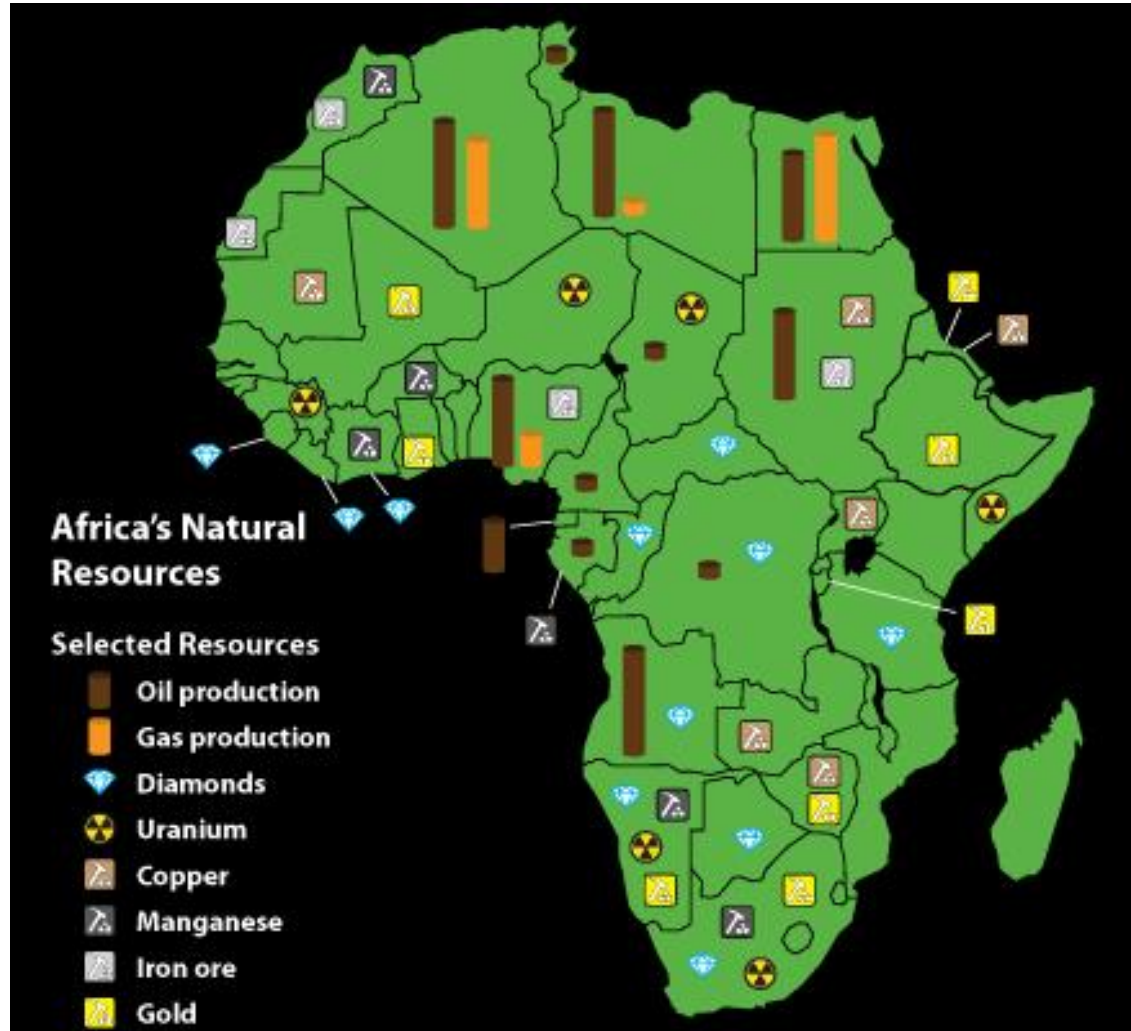 Africa's Natural
Resources
Selected Resources
Oil production
Gas production
Diamonds
Uranium
Copper
Manganese
Iron ore
Gold